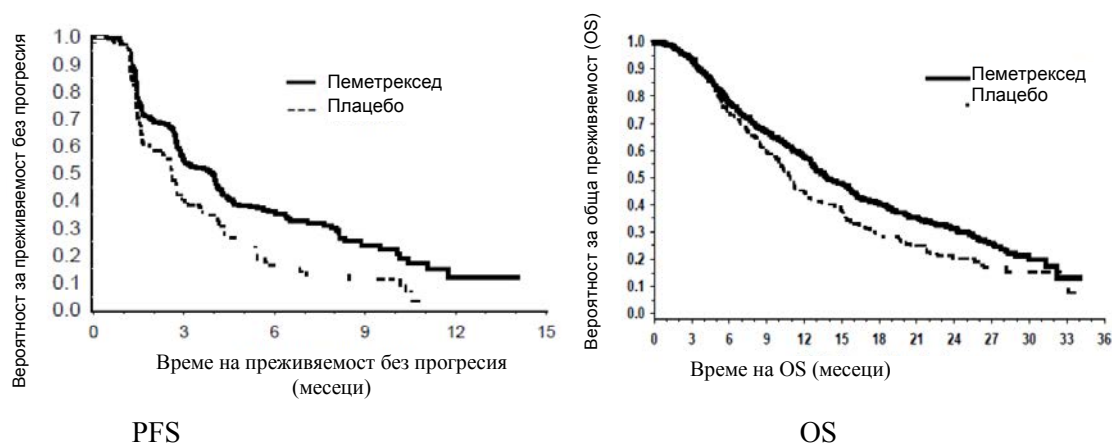 Вероятност за преживяемост без прогресия
1.0
0.9
0.8
0.7
0.6
0.5
0.4
0.3
0.2
0.1
0.0
Пеметрексед
Плацебо
0 3 6 9 12 15
Време на преживяемост без прогресия
(месеци)
PFS
Вероятност за обща преживяемост (OS)
1.0
0.9
0.8
0.7
0.6
0.5
0.4
0.3
0.2
0.1
0.0
Пеметрексед
Плацебо
0 3 6 9 12 15 18 21 24 27 30 33 36
Време на OS (месеци)
OS